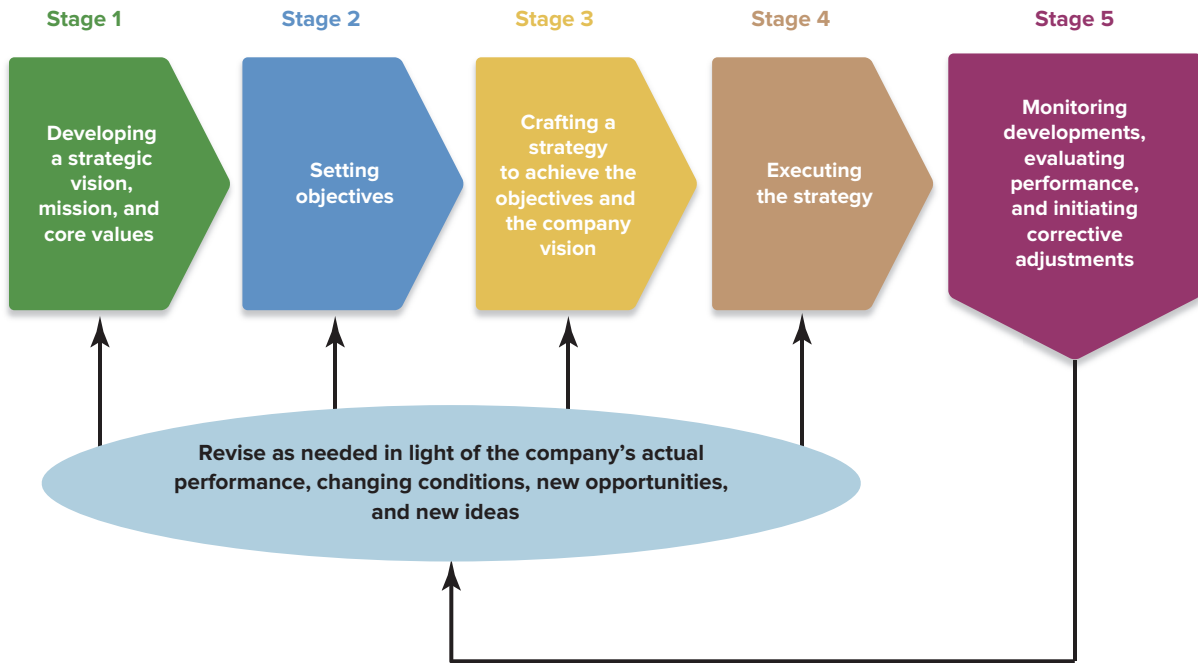 Stage 1
Stage 2
Stage 3
Stage 4
Stage 5
Developing
a strategic
vision,
mission, and
core values
Setting
objectives
Crafting a
strategy
to achieve the
objectives and
the company
vision
Executing
the strategy
Monitoring
developments,
evaluating
performance,
and initiating
corrective
adjustments
Revise as needed in light of the company’s actual
performance, changing conditions, new opportunities,
and new ideas